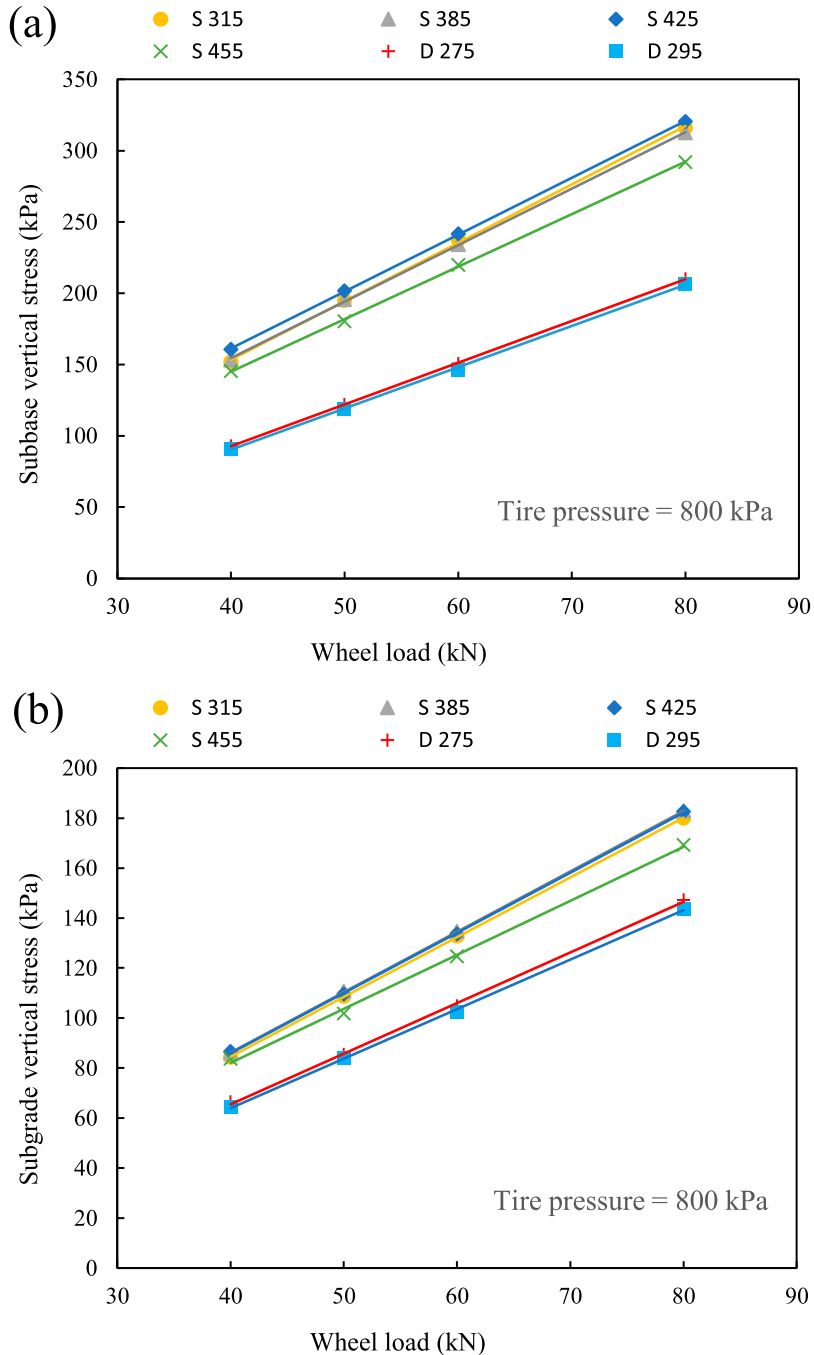 (a)
S 315 S 385 S 425
S 455 D 275 D 295
350
300
250
200
150
100
50
0
Subbase vertical stress (kPa)
Tire pressure = 800 kPa
30 40 50 60 70 80 90
Wheel load (kN)
(b)
S 315 S 385 S 425
S 455 D 275 D 295
200
180
160
140
120
100
80
60
40
20
0
Subgrade vertical stress (kPa)
Tire pressure = 800 kPa
30 40 50 60 70 80 90
Wheel load (kN)